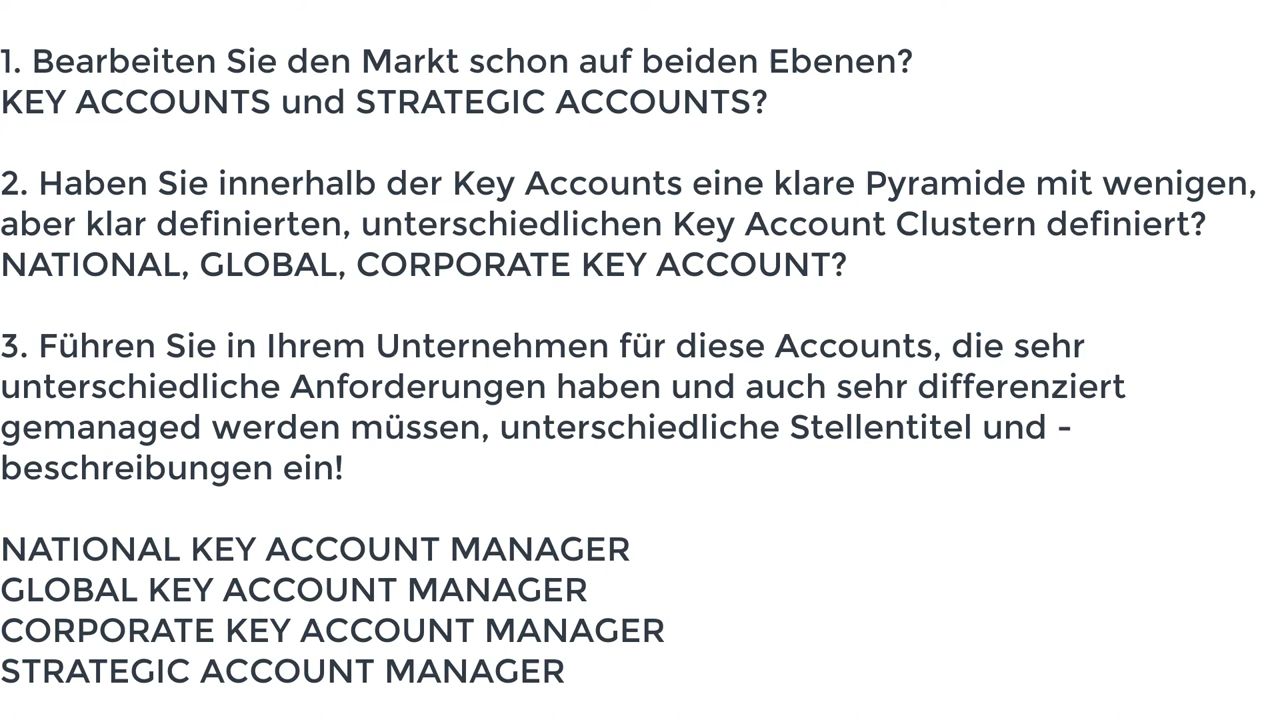 1. Bearbeiten Sie den Markt schon auf beiden Ebenen?
KEY ACCOUNTS und STRATEGIC ACCOUNTS?
2. Haben Sie innerhalb der Key Accounts eine klare Pyramide mit wenigen,
aber klar definierten, unterschiedlichen Key Account Clustern definiert?
NATIONAL, GLOBAL, CORPORATE KEY ACCOUNT?
3. Führen Sie in Ihrem Unternehmen für diese Accounts, die sehr
unterschiedliche Anforderungen haben und auch sehr differenziert
gemanaged werden müssen, unterschiedliche Stellentitel und -
beschreibungen ein!
NATIONAL KEY ACCOUNT MANAGER
GLOBAL KEY ACCOUNT MANAGER
CORPORATE KEY ACCOUNT MANAGER
STRATEGIC ACCOUNT MANAGER